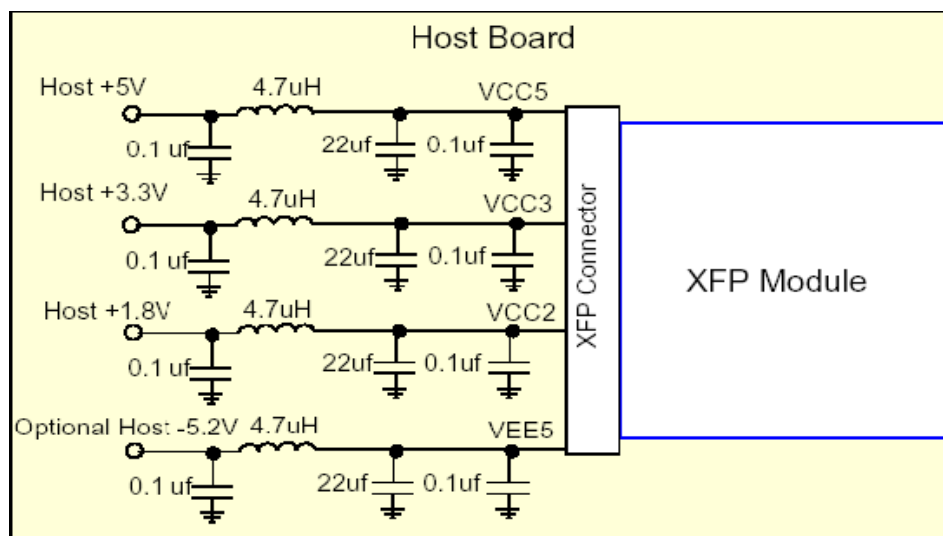 Host Board
Host +5V
4.7uH
VCC5
0.1 uf
22uf
0.1uf
Host +3.3V
4.7uH
VCC3
0.1 uf
22uf
0.1uf
Host +1.8V
4.7uH
VCC2
0.1 uf
22uf
0.1uf
Optional Host -5.2V
4.7uH
VEE5
0.1 uf
22uf
0.1uf
XFP Connector
XFP Module